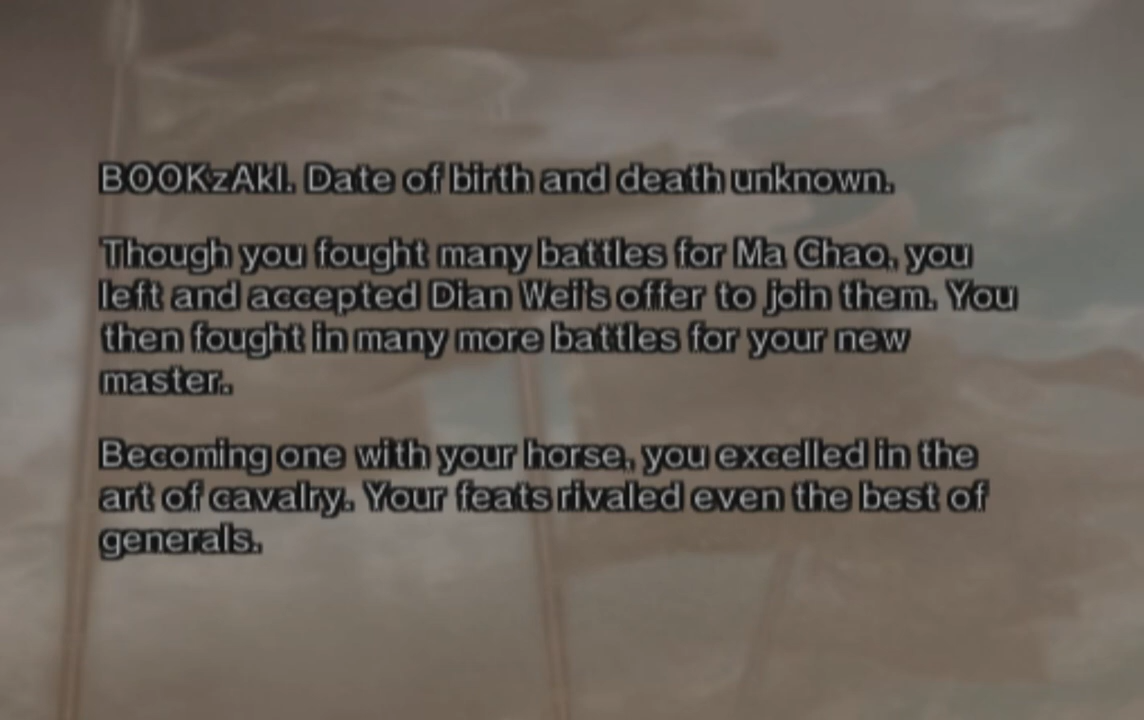 BOOKzAkI. Date of birth and death unknown.
Though you fought many battles for Ma Chao, you
left and accepted Dian Wei's offer to join them. You
then fought in many more battles for your new
master..
Becoming one with your horse, you excelled in the
art of cavalry. Your feats rivaled even the best of
generals.